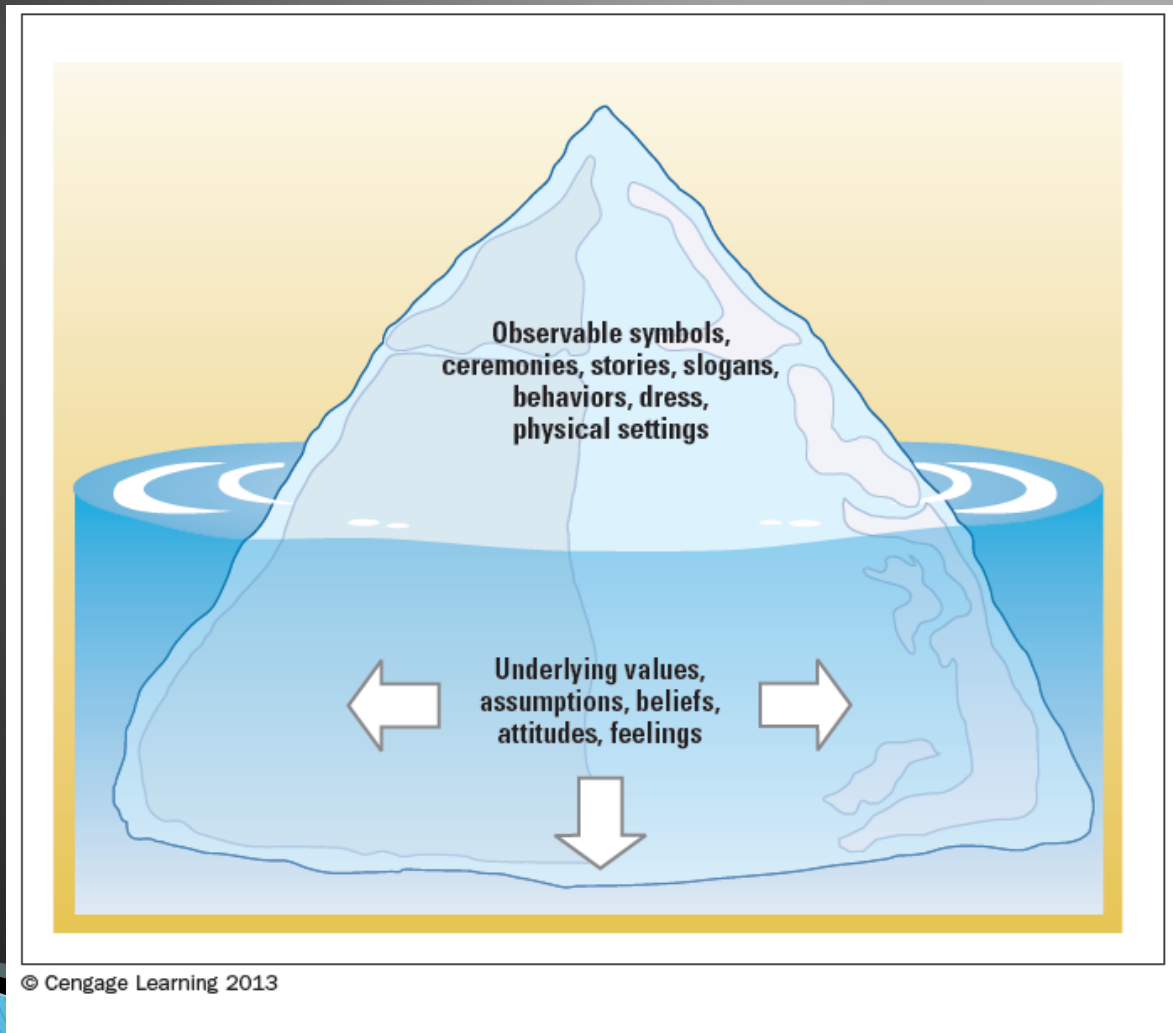 Observable symbols,
ceremonies, stories, slogans,
behaviors, dress,
physical settings
Underlying values,
assumptions, beliefs,
attitudes, feelings
© Cengage Learning 2013